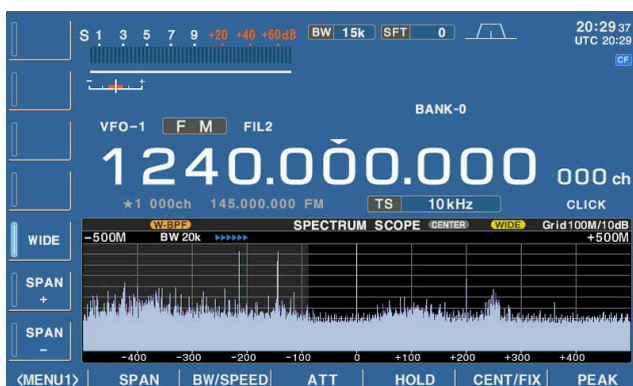 S 1 3 5 7 9 +20 +40 +60dB BW 15k SFT 0 20:29 37
UTC 20:29
CF
- +
BANK-0
VFO-1 F M FIL2
1240.000.000 000 ch
★1 000ch 145.000.000 FM TS 10kHz CLICK
W-BPF SPECTRUM SCOPE CENTER WIDE Grid100M/10dB
WIDE -500M BW 20k +500M
SPAN
+
SPAN
-
-400 -300 -200 -100 0 +100 +200 +300 +400
<MENU1> SPAN BW/SPEED ATT HOLD CENT/FIX PEAK